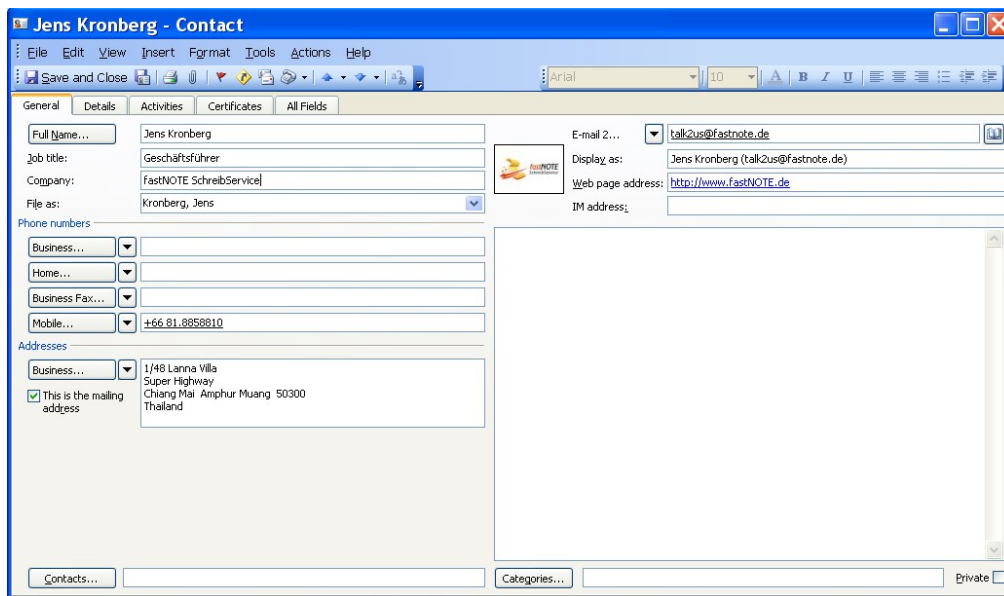 Jens Kronberg - Contact
File Edit View Insert Format Tools Actions Help
Save and Close
Arial 10 A B I U
General Details Activities Certificates All Fields
Full Name... Jens Kronberg
Job title: Geschäftsführer
Company: fastNOTE SchreibService
File as: Kronberg, Jens
E-mail 2... talk2us@fastnote.de
fastNOTE
SchreibService
Display as: Jens Kronberg (talk2us@fastnote.de)
Web page address: http://www.fastNOTE.de
IM address:
Phone numbers
Business...
Home...
Business Fax...
Mobile... +66 81.8858810
Addresses
Business...
This is the mailing
address
1/48 Lanna Villa
Super Highway
Chiang Mai Amphur Muang 50300
Thailand
Contacts...
Categories...
Private